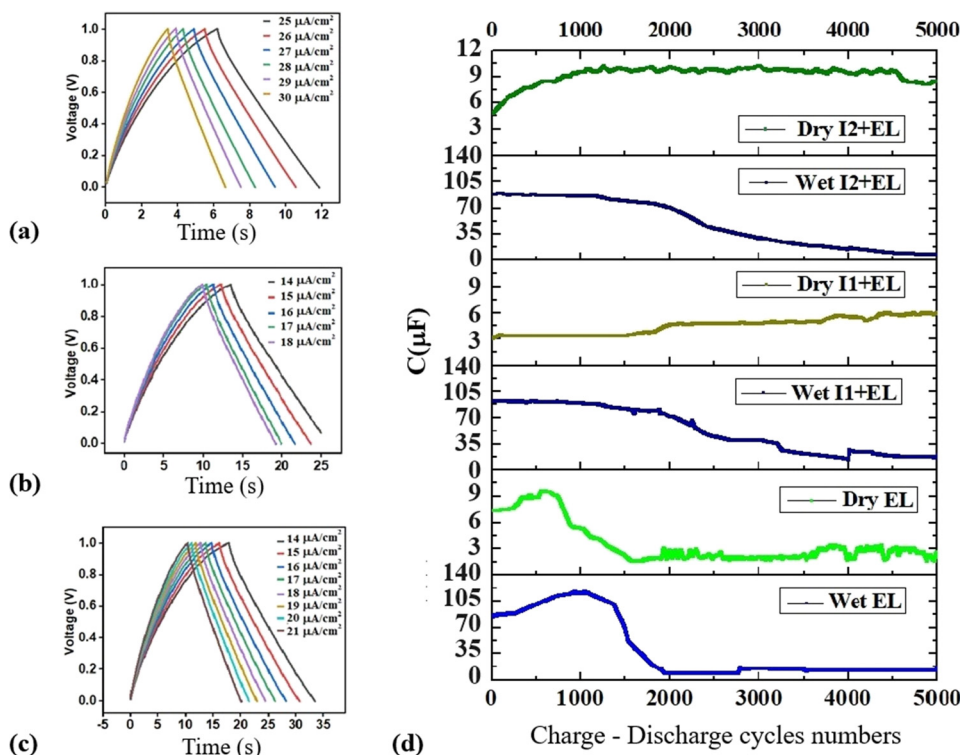 1.0
0.8
0.6
0.4
0.2
0.0
Voltage (V)
25 μA/cm2
26 μA/cm2
27 μA/cm2
28 μA/cm2
29 μA/cm2
30 μA/cm2
0 2 4 6 8 10 12
Time (s)
(a)
1.0
0.8
0.6
0.4
0.2
0.0
Voltage (V)
14 μA/cm2
15 μA/cm2
16 μA/cm2
17 μA/cm2
18 μA/cm2
0 5 10 15 20 25
Time (s)
(b)
1.0
0.8
0.6
0.4
0.2
0.0
Voltage (V)
14 μA/cm2
15 μA/cm2
16 μA/cm2
17 μA/cm2
18 μA/cm2
19 μA/cm2
20 μA/cm2
21 μA/cm2
-5 0 5 10 15 20 25 30 35
Time (s)
(c)
0 1000 2000 3000 4000 5000
C(μF)
12
9
6
3
Dry I2+EL
140
105
70
35
0
Wet I2+EL
9
6
3
Dry I1+EL
140
105
70
35
0
Wet I1+EL
9
6
3
Dry EL
140
105
70
35
0
Wet EL
0 1000 2000 3000 4000 5000
Charge - Discharge cycles numbers
(d)